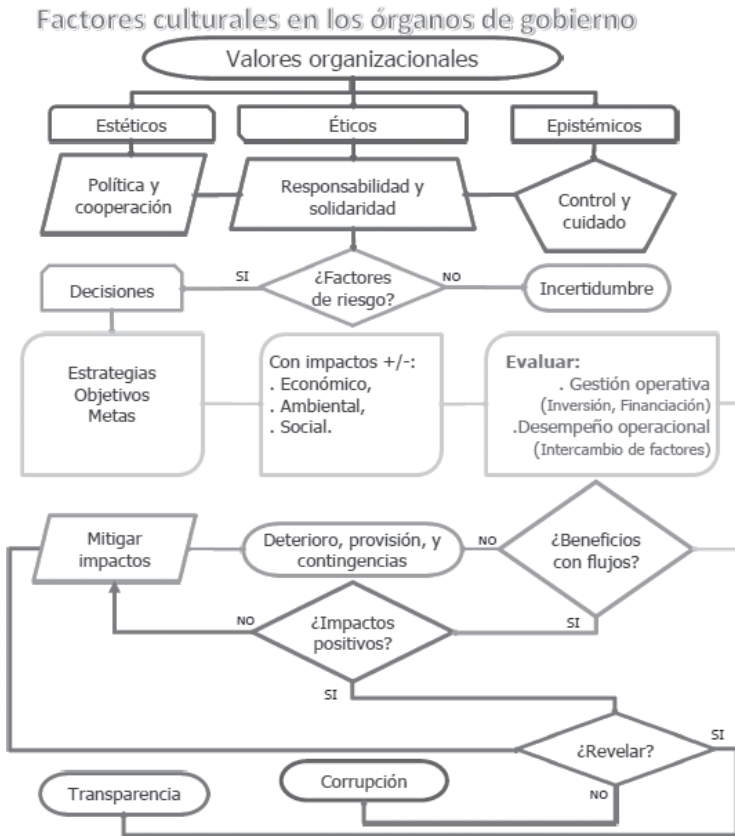 Factores culturales en los órganos de gobierno
Valores organizacionales
Estéticos
Éticos
Epistémicos
Política y
cooperación
Responsabilidad y
solidaridad
Control y
cuidado
¿Factores
de riesgo?
SI
NO
Decisiones
Incertidumbre
Estrategias
Objetivos
Metas
Con impactos +/-:
. Económico,
. Ambiental,
. Social.
Evaluar:
. Gestión operativa
(Inversión, Financiación)
.Desempeño operacional
(Intercambio de factores)
Mitigar
impactos
Deterioro, provisión, y
contingencias
NO
¿Beneficios
con flujos?
SI
NO
¿Impactos
positivos?
SI
¿Revelar?
SI
NO
Transparencia
Corrupción